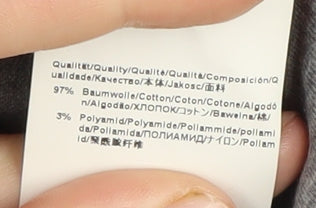 Qualität/Quality/Qualité/Qualità/Composición/Q
ualidade/Качество/本体/Jakosc/面料
97% Baumwolle/Cotton/Coton/Cotone/Algodó
n/Algodão/ХЛОПОК/コットン/Bawełna/棉/
3% Polyamid/Polyamide/Poliammide/poliami
da/Poliamida/ПОЛИАМИД/ナイロン/Poliam
id/聚酰胺纤维